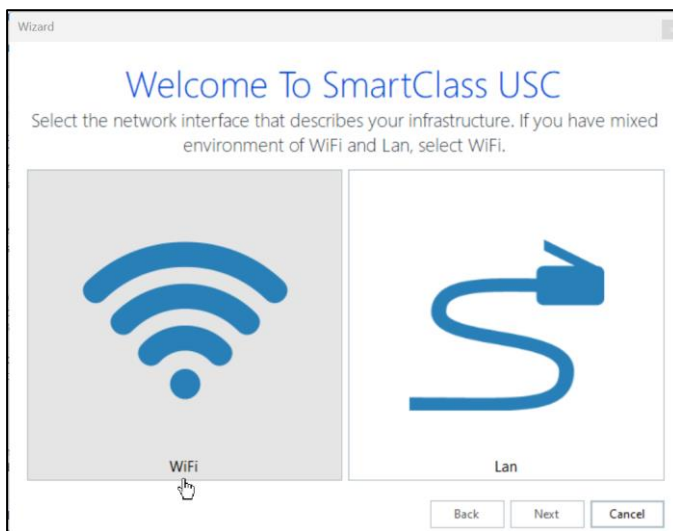 Wizard
Welcome To SmartClass USC
Select the network interface that describes your infrastructure. If you have mixed
environment of WiFi and Lan, select WiFi.
WiFi
Lan
Back
Next
Cancel